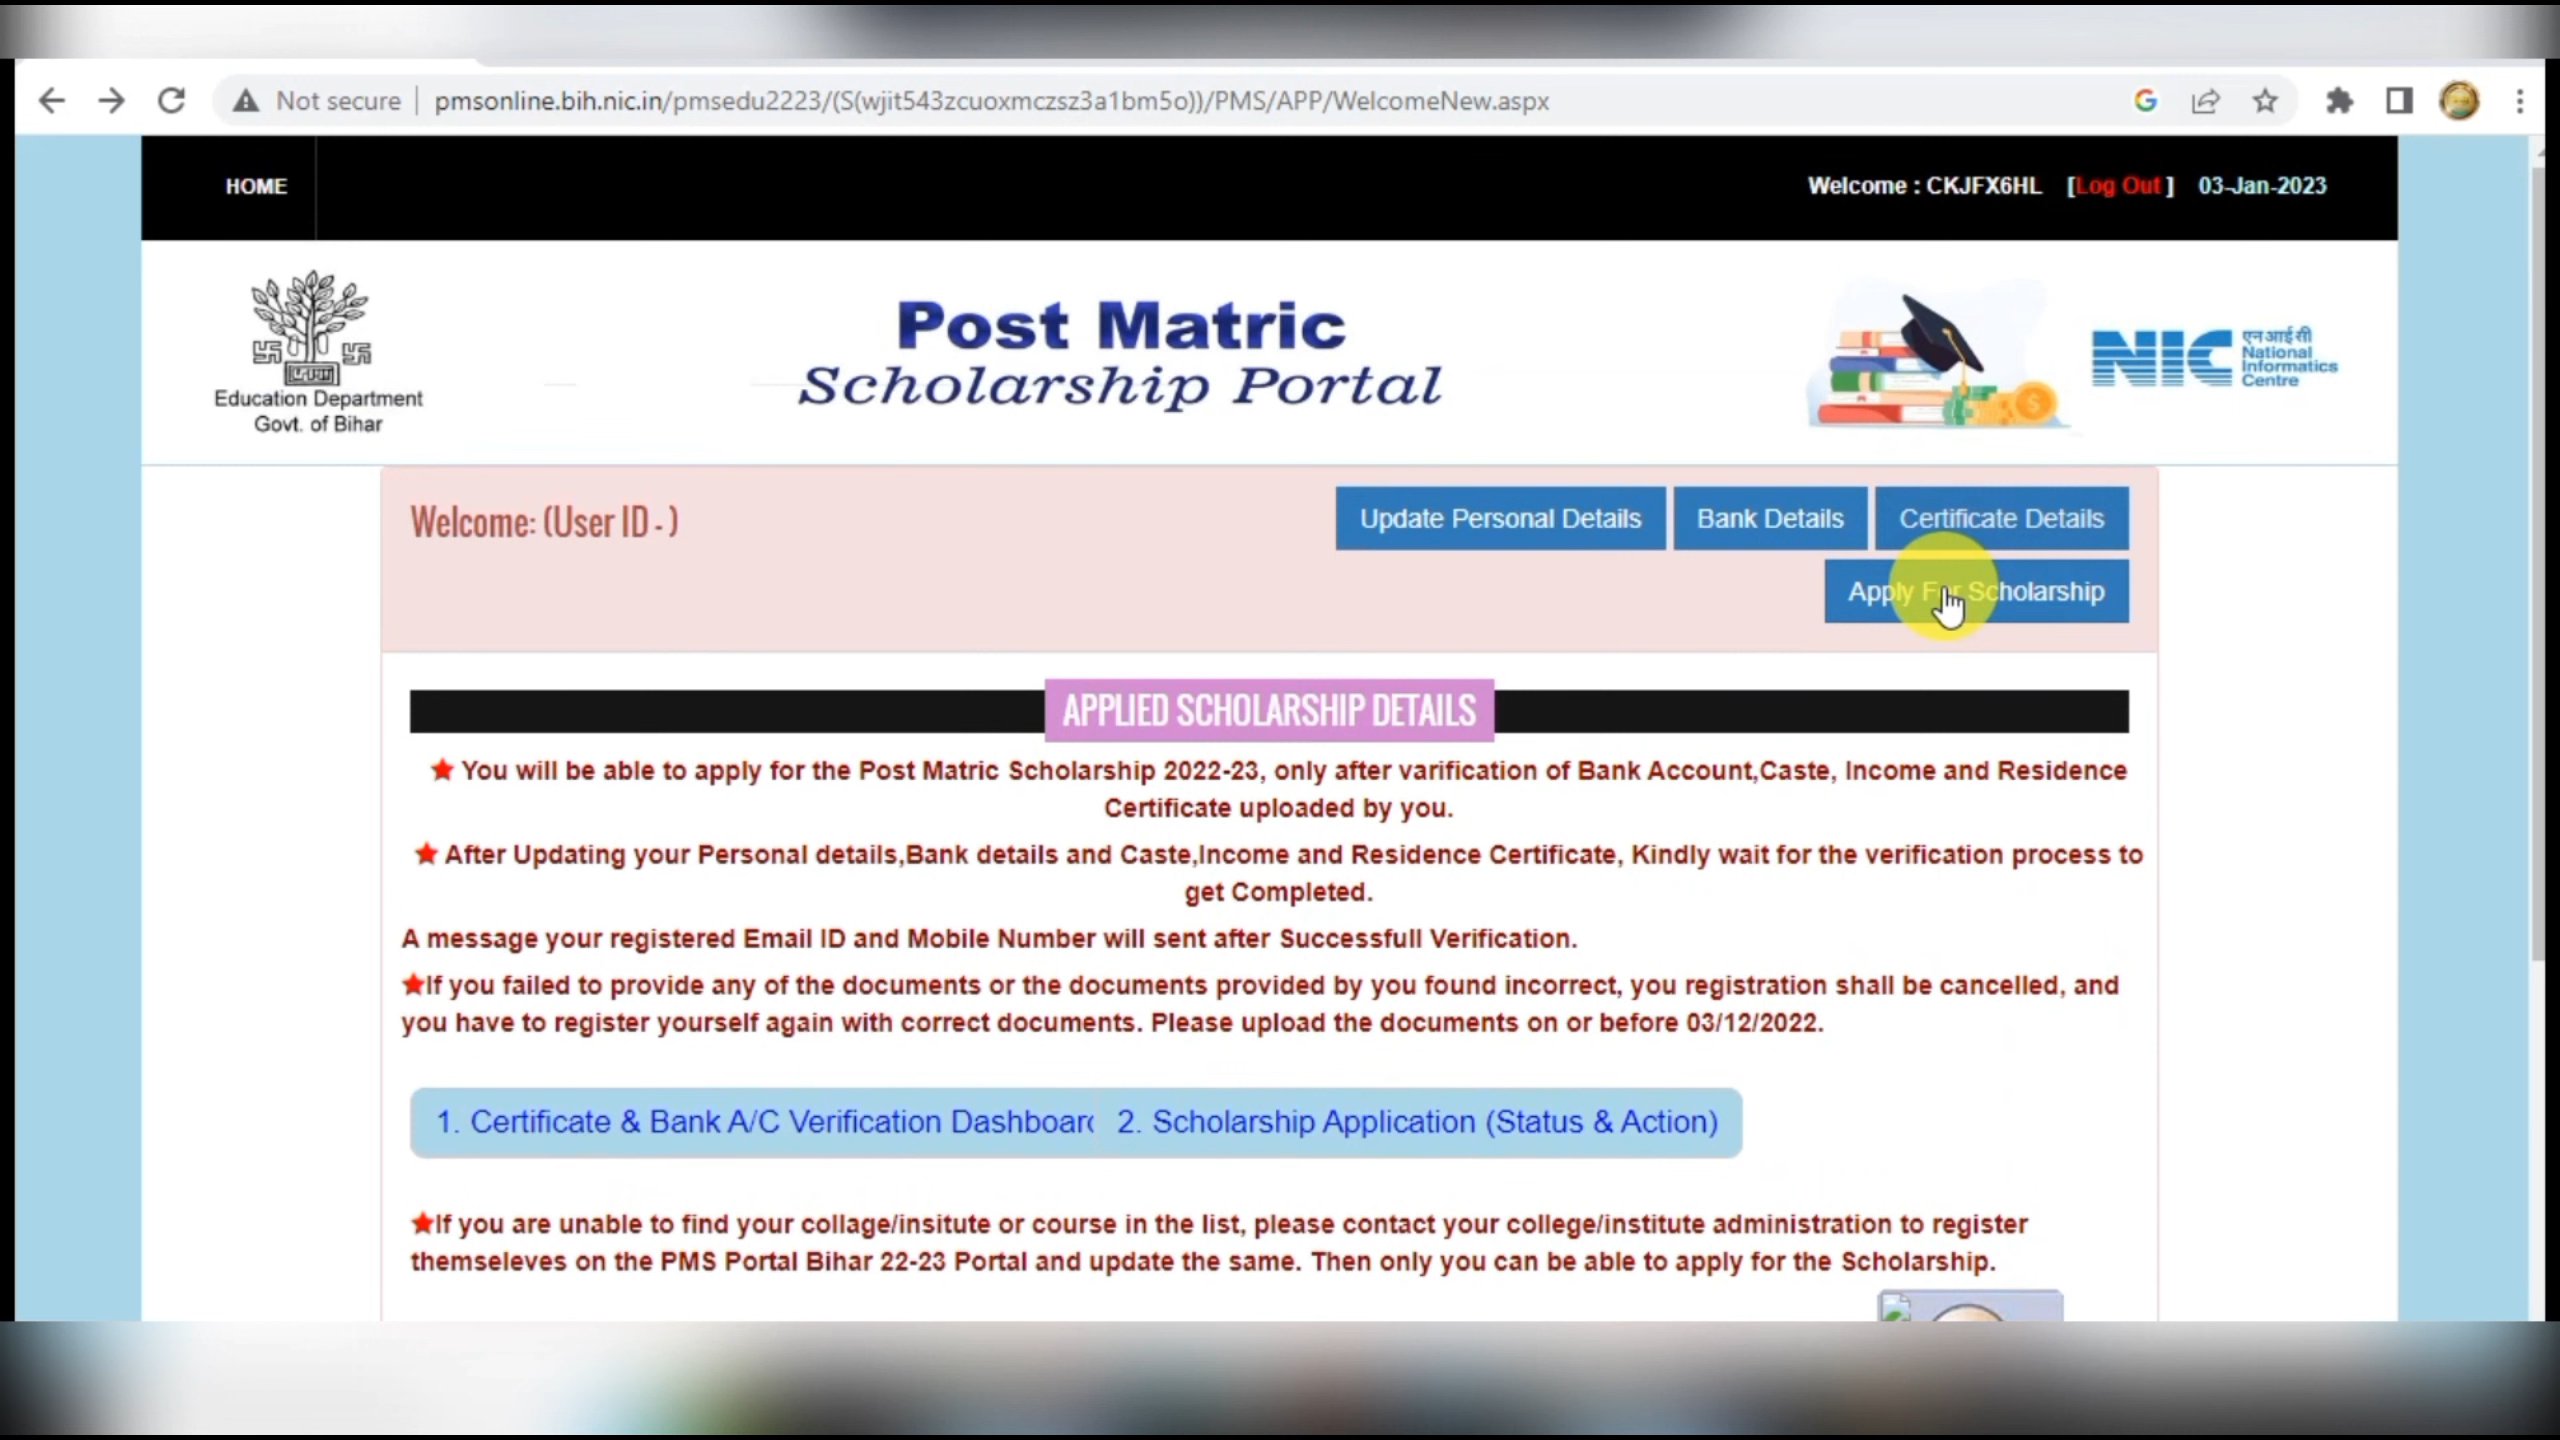 Not secure pmsonline.bih.nic.in/pmsedu2223/(S(wjit543zcuoxmczsz3a1bm5o))/PMS/APP/WelcomeNew.aspx
HOME
Welcome : CKJFX6HL [Log Out ] 03-Jan-2023
Education Department
Govt. of Bihar
Post Matric
Scholarship Portal
NIC
एन आई सी
National
Informatics
Centre
Welcome: (User ID - )
Update Personal Details
Bank Details
Certificate Details
Apply For Scholarship
APPLIED SCHOLARSHIP DETAILS
You will be able to apply for the Post Matric Scholarship 2022-23, only after varification of Bank Account,Caste, Income and Residence
Certificate uploaded by you.
After Updating your Personal details,Bank details and Caste,Income and Residence Certificate, Kindly wait for the verification process to
get Completed.
A message your registered Email ID and Mobile Number will sent after Successfull Verification.
If you failed to provide any of the documents or the documents provided by you found incorrect, you registration shall be cancelled, and
you have to register yourself again with correct documents. Please upload the documents on or before 03/12/2022.
1. Certificate & Bank A/C Verification Dashboard
2. Scholarship Application (Status & Action)
If you are unable to find your collage/insitute or course in the list, please contact your college/institute administration to register
themseleves on the PMS Portal Bihar 22-23 Portal and update the same. Then only you can be able to apply for the Scholarship.